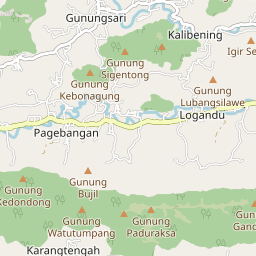 Gunungsari
Kalibening
Igir Se
Gunung
Sigentong
Gunung
Kebonagung
Gunung
Lubangsilawe
Logandu
Pagebangan
Gunung
Bujil
Gunung
Kedondong
Gunung
Watutumpang
Gunung
Paduraksa
Gunung
Gand
Karangtengah